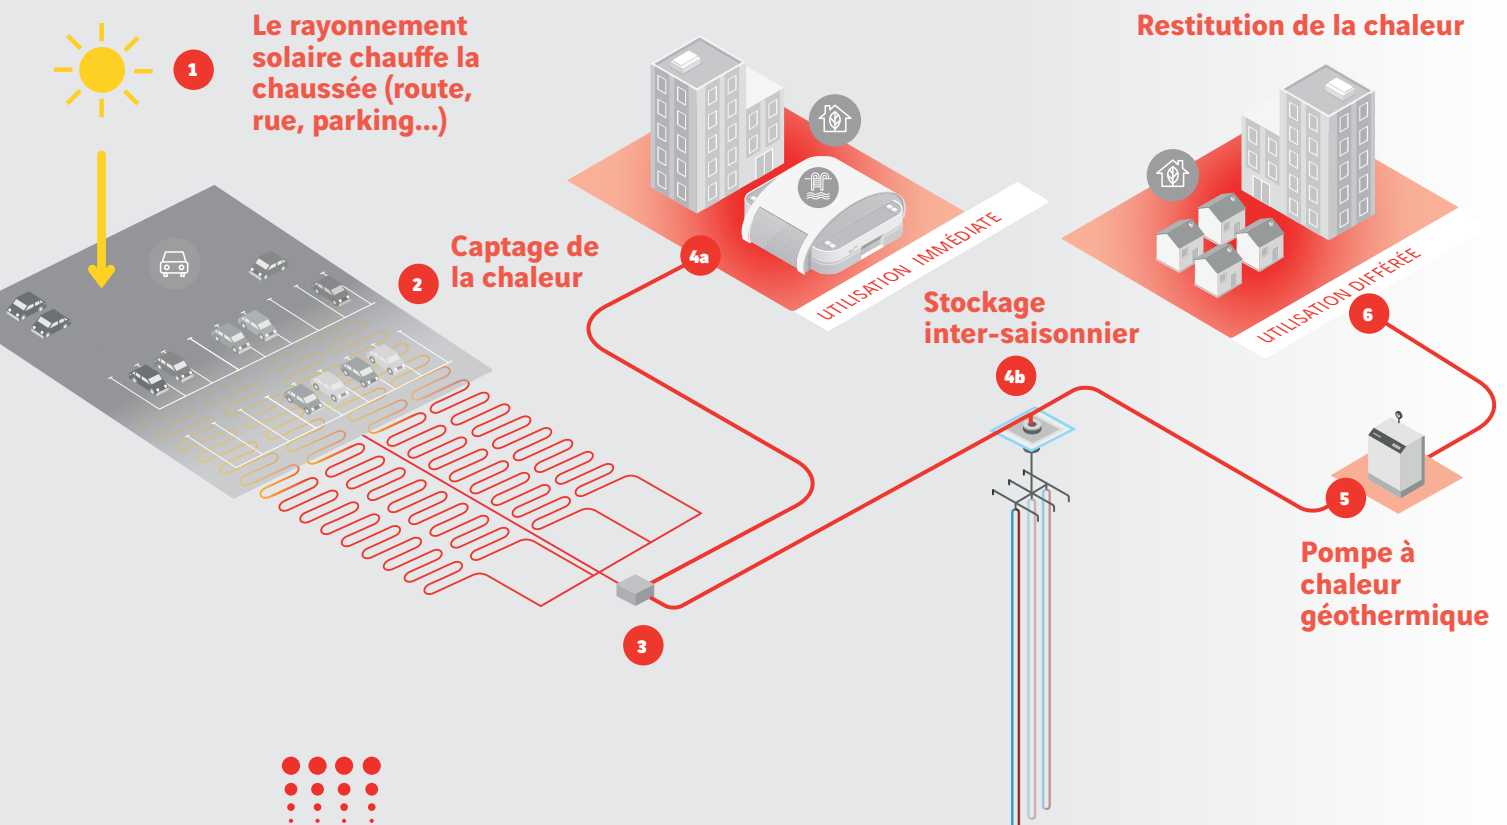 1
Le rayonnement
solaire chauffe la
chaussée (route,
rue, parking...)
2
Captage de
la chaleur
3
4a
UTILISATION IMMÉDIATE
Stockage
inter-saisonnier
4b
5
Pompe à
chaleur
géothermique
Restitution de la chaleur
UTILISATION DIFFÉRÉE
6